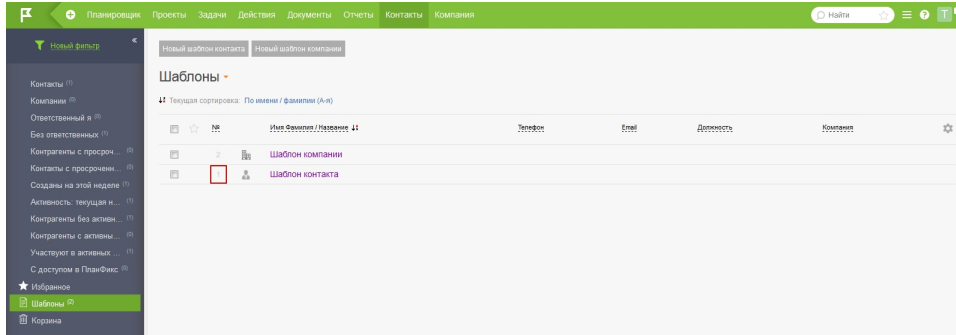 Планировщик Проекты Задачи Действия Документы Отчеты Контакты Компания Найти T
Новый фильтр
Новый шаблон контакта Новый шаблон компании
Шаблоны
Текущая сортировка: По имени / фамилии (А-я)
№ Имя Фамилия / Название Телефон Email Должность Компания
2 Шаблон компании
1 Шаблон контакта
Контакты (1)
Компании (0)
Ответственный я (0)
Без ответственных (1)
Контрагенты с просроч... (0)
Контакты с просроченн... (0)
Созданы на этой неделе (1)
Активность: текущая н... (1)
Контрагенты без активн... (1)
Контрагенты с активны... (0)
Участвуют в активных ... (1)
С доступом в ПланФикс (0)
Избранное
Шаблоны (2)
Корзина